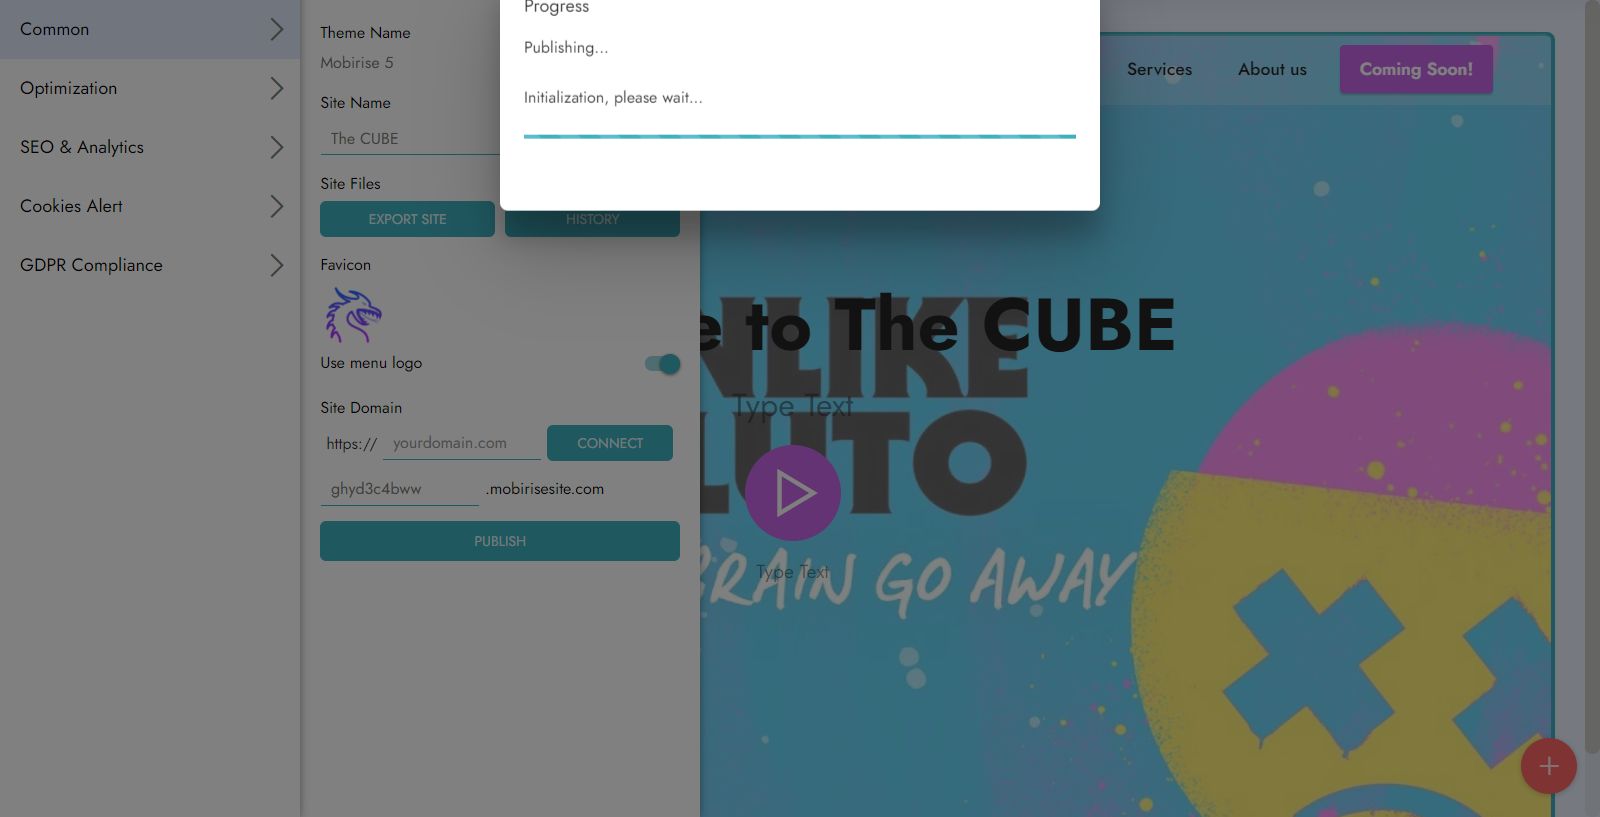 Common
Optimization
SEO & Analytics
Cookies Alert
GDPR Compliance
Theme Name
Mobirise 5
Site Name
The CUBE
Site Files
EXPORT SITE
HISTORY
Favicon
Use menu logo
Site Domain
https://
yourdomain.com
CONNECT
ghyd3c4bww
.mobirisesite.com
PUBLISH
Progress
Publishing...
Initialization, please wait...
Services
About us
Coming Soon!
e to The CUBE
NLIKE
Type Text
LUTO
Type Text
BRAIN GO AWAY